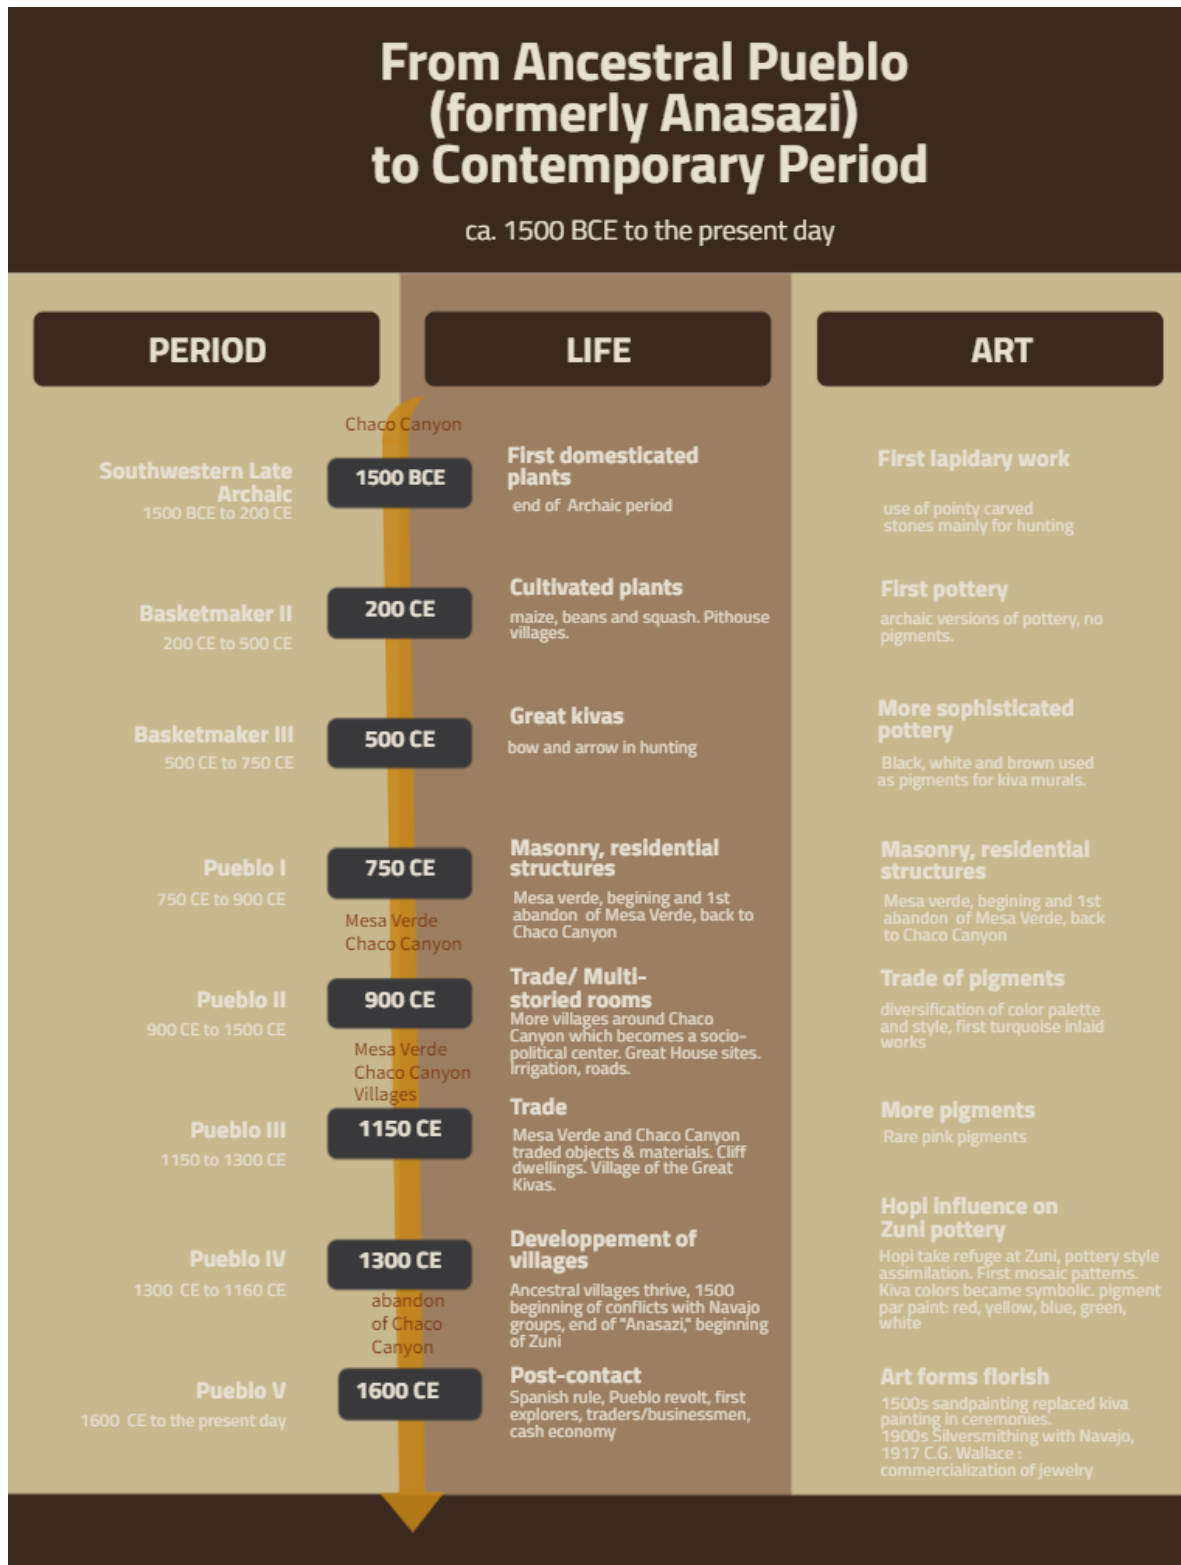 From Ancestral Pueblo
(formerly Anasazi)
to Contemporary Period
ca. 1500 BCE to the present day
PERIOD
LIFE
ART
Chaco Canyon
Southwestern Late
Archaic
1500 BCE to 200 CE
1500 BCE
First domesticated
plants
end of Archaic period
First lapidary work
use of pointy carved
stones mainly for hunting
Basketmaker II
200 CE to 500 CE
200 CE
Cultivated plants
maize, beans and squash. Pithouse
villages.
First pottery
archaic versions of pottery, no
pigments.
Basketmaker III
500 CE to 750 CE
500 CE
Great kivas
bow and arrow in hunting
More sophisticated
pottery
Black, white and brown used
as pigments for kiva murals.
Pueblo I
750 CE to 900 CE
750 CE
Masonry, residential
structures
Mesa verde, begining and 1st
abandon of Mesa Verde, back to
Chaco Canyon
Masonry, residential
structures
Mesa verde, begining and 1st
abandon of Mesa Verde, back
to Chaco Canyon
Mesa Verde
Chaco Canyon
Pueblo II
900 CE to 1500 CE
900 CE
Trade/ Multi-
storied rooms
More villages around Chaco
Canyon which becomes a socio-
political center. Great House sites.
Irrigation, roads.
Trade of pigments
diversification of color palette
and style, first turquoise inlaid
works
Mesa Verde
Chaco Canyon
Villages
Pueblo III
1150 CE to 1300 CE
1150 CE
Trade
Mesa Verde and Chaco Canyon
traded objects & materials. Cliff
dwellings. Village of the Great
Kivas.
More pigments
Rare pink pigments
Pueblo IV
1300 CE to 1160 CE
1300 CE
Developpement of
villages
Ancestral villages thrive, 1500
beginning of conflicts with Navajo
groups, end of "Anasazi," beginning
of Zuni
Hopi influence on
Zuni pottery
Hopi take refuge at Zuni, pottery style
assimilation. First mosaic patterns.
Kiva colors became symbolic. pigment
par paint: red, yellow, blue, green,
white
abandon
of Chaco
Canyon
Pueblo V
1600 CE to the present day
1600 CE
Post-contact
Spanish rule, Pueblo revolt, first
explorers, traders/businessmen,
cash economy
Art forms florish
1500s sandpainting replaced kiva
painting in ceremonies.
1900s Silversmithing with Navajo,
1917 C.G. Wallace :
commercialization of jewelry